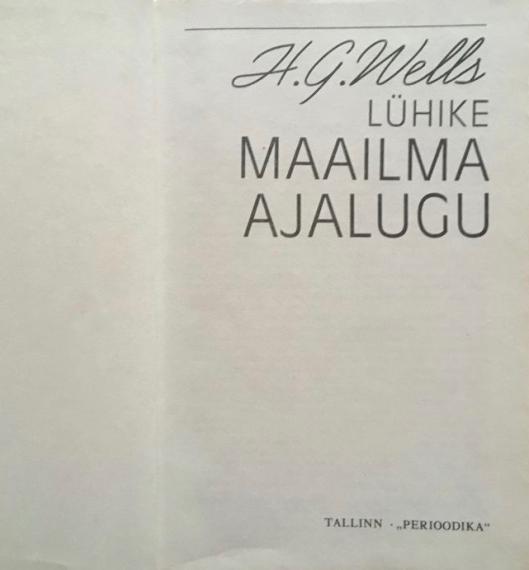 H.G.Wells
LÜHIKE
MAAILMA
AJALUGU
TALLINN · „PERIOODIKA“